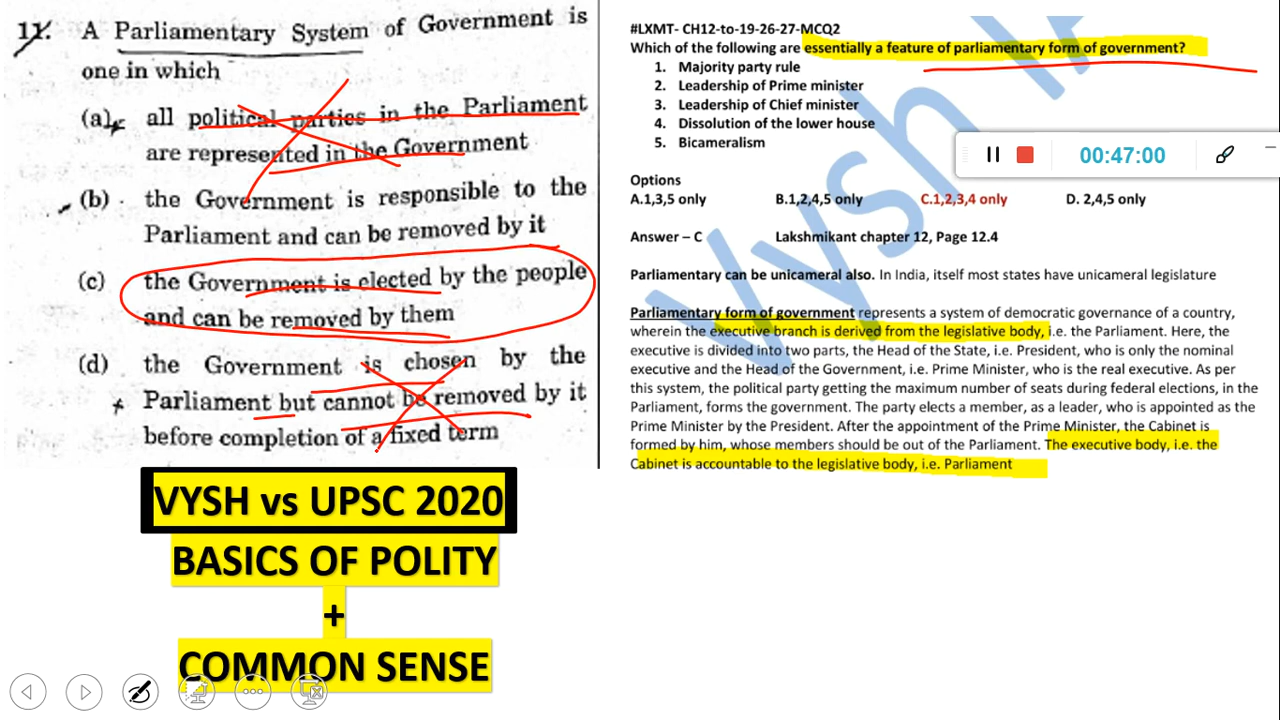 11. A Parliamentary System of Government is
one in which
(a) all political parties in the Parliament
are represented in the Government
(b) the Government is responsible to the
Parliament and can be removed by it
(c) the Government is elected by the people
and can be removed by them
(d) the Government is chosen by the
Parliament but cannot be removed by it
before completion of a fixed term
VYSH vs UPSC 2020
BASICS OF POLITY
+
COMMON SENSE
#LXMT- CH12-to-19-26-27-MCQ2
Which of the following are essentially a feature of parliamentary form of government?
1. Majority party rule
2. Leadership of Prime minister
3. Leadership of Chief minister
4. Dissolution of the lower house
5. Bicameralism
00:47:00
Options
A.1,3,5 only B.1,2,4,5 only C.1,2,3,4 only D. 2,4,5 only
Answer – C Lakshmikant chapter 12, Page 12.4
Parliamentary can be unicameral also. In India, itself most states have unicameral legislature
Parliamentary form of government represents a system of democratic governance of a country,
wherein the executive branch is derived from the legislative body, i.e. the Parliament. Here, the
executive is divided into two parts, the Head of the State, i.e. President, who is only the nominal
executive and the Head of the Government, i.e. Prime Minister, who is the real executive. As per
this system, the political party getting the maximum number of seats during federal elections, in the
Parliament, forms the government. The party elects a member, as a leader, who is appointed as the
Prime Minister by the President. After the appointment of the Prime Minister, the Cabinet is
formed by him, whose members should be out of the Parliament. The executive body, i.e. the
Cabinet is accountable to the legislative body, i.e. Parliament
Vysh